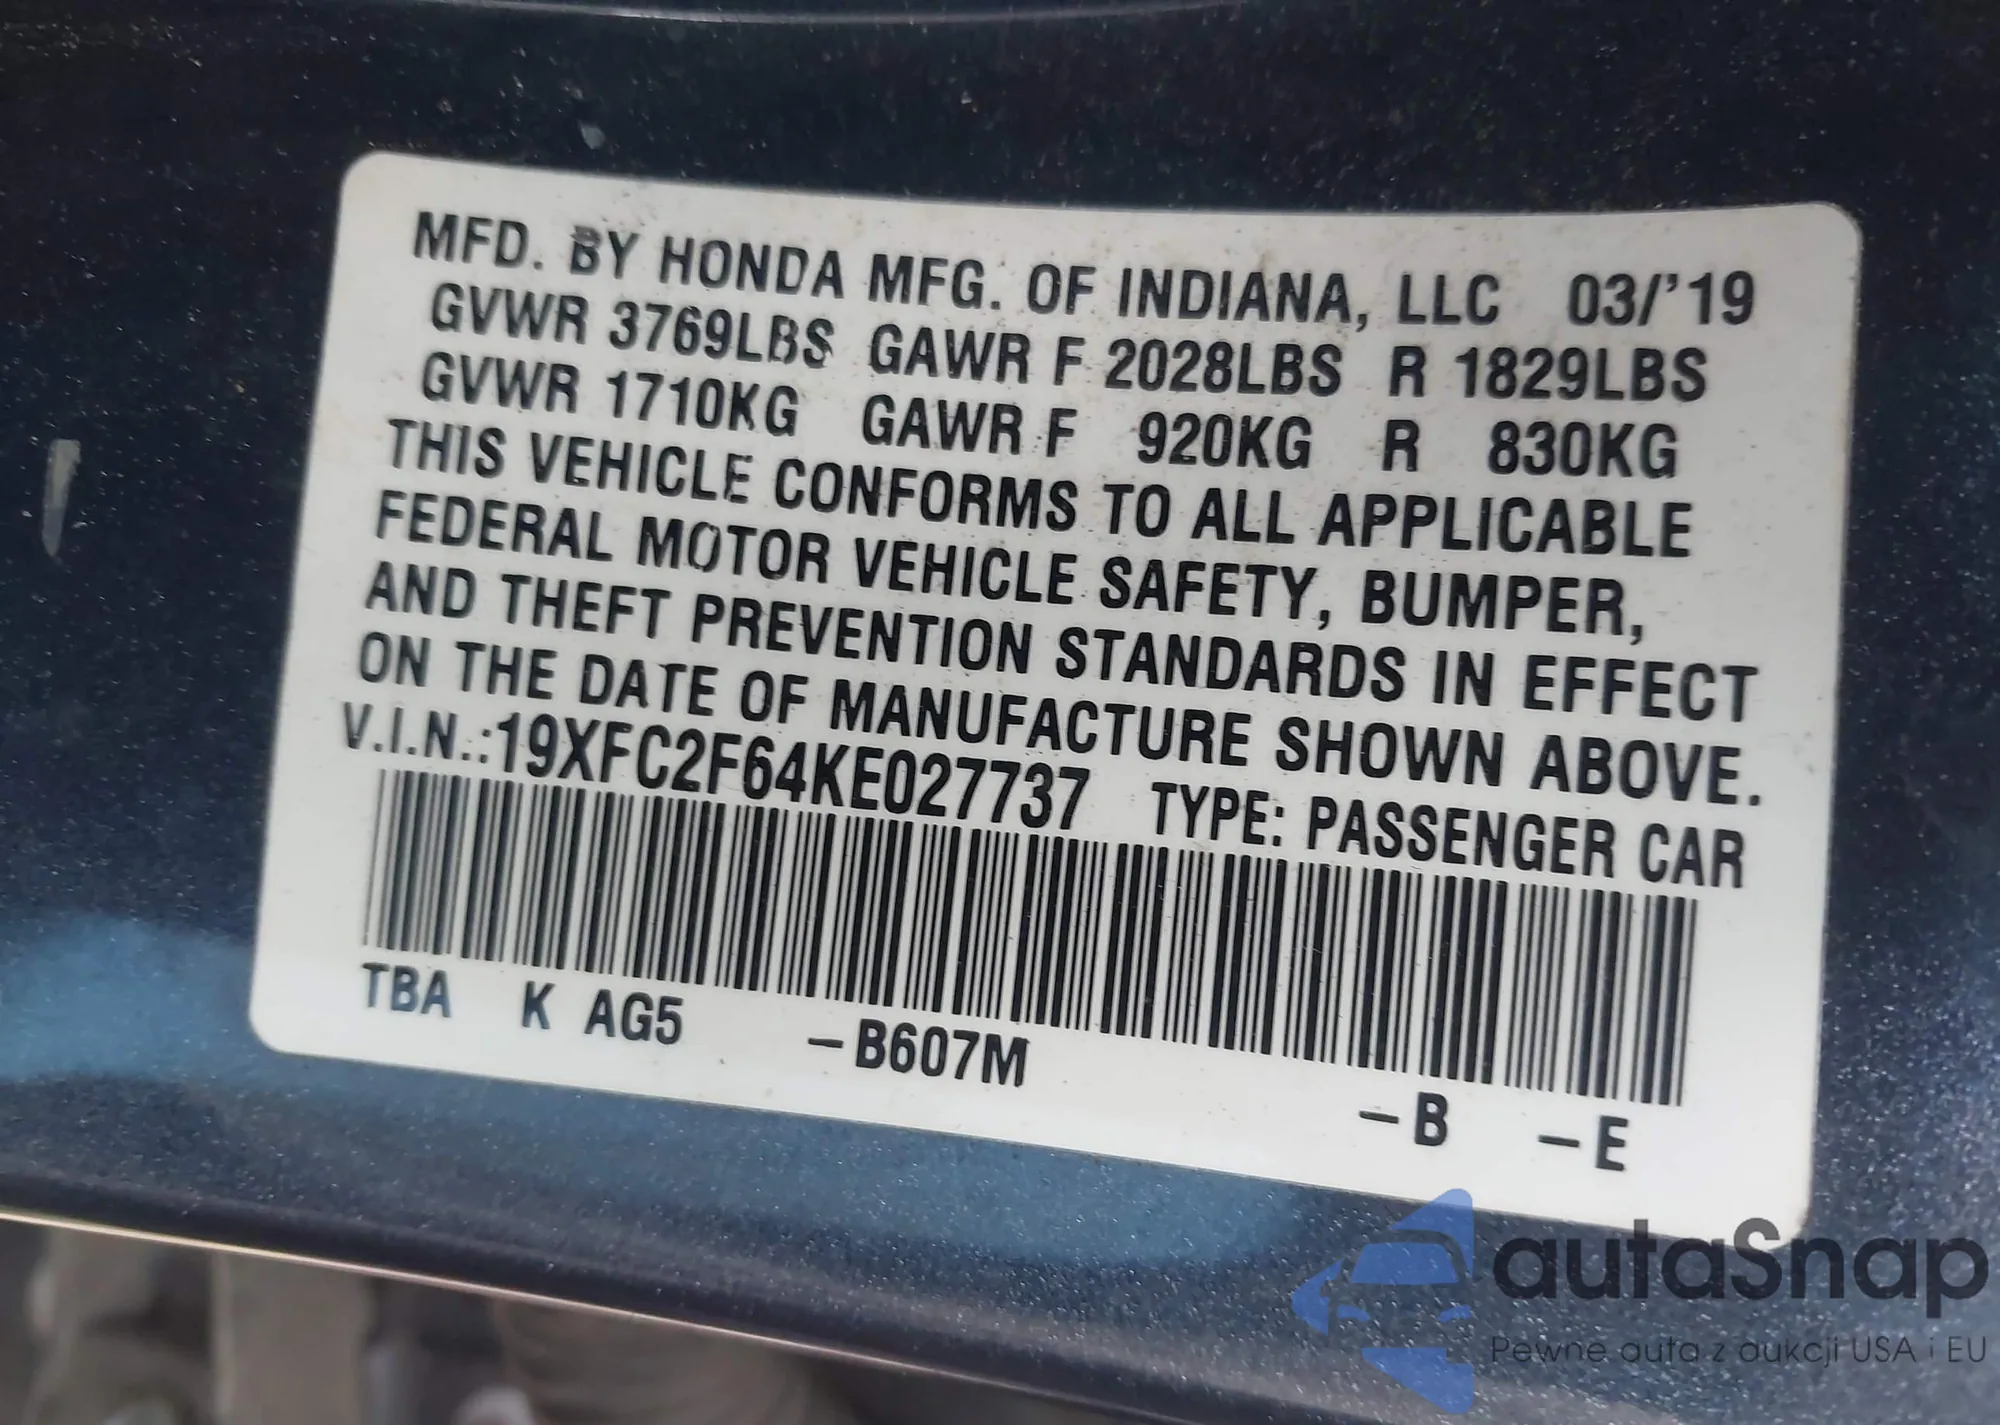 MFD. BY HONDA MFG. OF INDIANA, LLC 03/'19
GVWR 3769LBS GAWR F 2028LBS R 1829LBS
GVWR 1710KG GAWR F 920KG R 830KG
THIS VEHICLE CONFORMS TO ALL APPLICABLE
FEDERAL MOTOR VEHICLE SAFETY, BUMPER,
AND THEFT PREVENTION STANDARDS IN EFFECT
ON THE DATE OF MANUFACTURE SHOWN ABOVE.
V.I.N.:19XFC2F64KE027737 TYPE: PASSENGER CAR
TBA K AG5 –B607M –B –E
autaSnap
Pewne auta z aukcji USA i EU